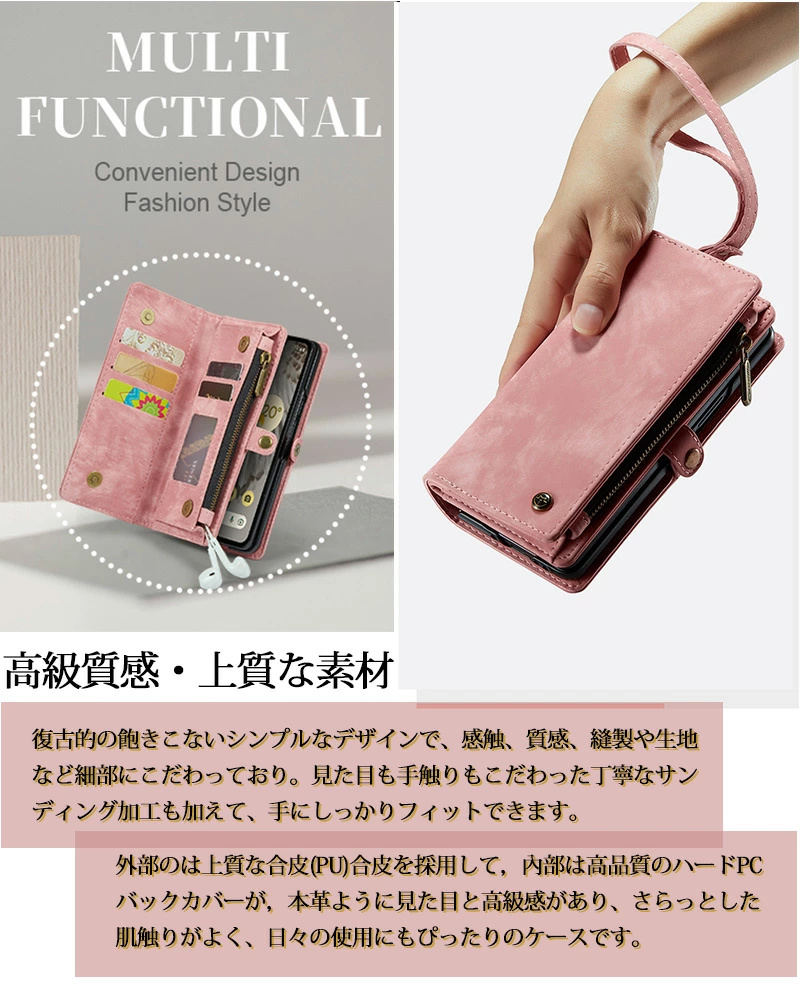 MULTI
FUNCTIONAL
Convenient Design
Fashion Style
20°
高級質感・上質な素材
復古的の飽きこないシンプルなデザインで、感触、質感、縫製や生地
など細部にこだわっており。見た目も手触りもこだわった丁寧なサン
ディング加工も加えて、手にしっかりフィットできます。
外部のは上質な合皮(PU)合皮を採用して，內部は高品質のハードPC
バックカバーが，本革ように見た目と高級感があり、さらっとした
肌触りがよく、日々の使用にもぴったりのケースです。